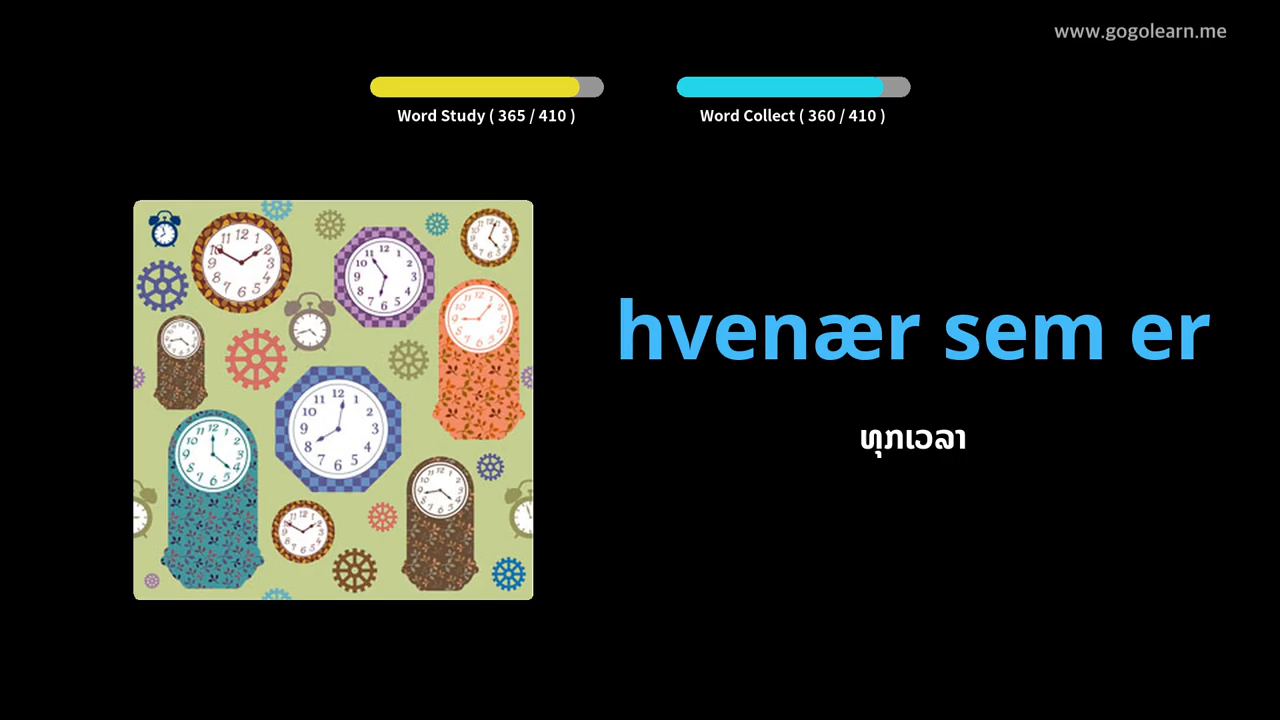 www.gogolearn.me
Word Study ( 365 / 410 )
Word Collect ( 360 / 410 )
hvenær sem er
ທຸກເວລາ